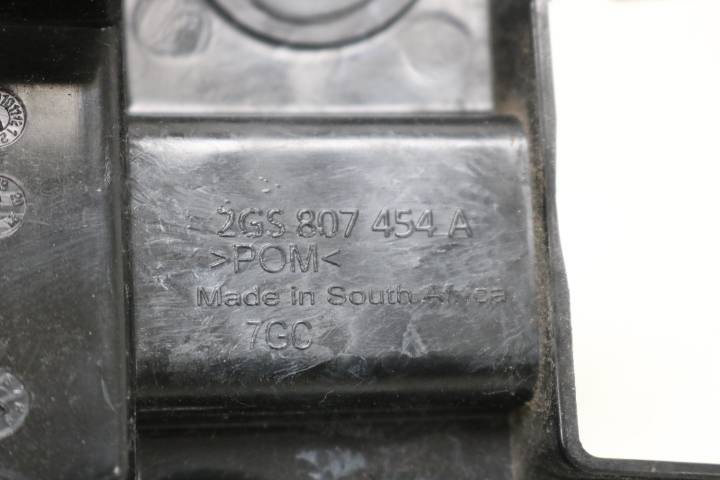 2GS 807 454 A
>POM<
Made in South Africa
7GC